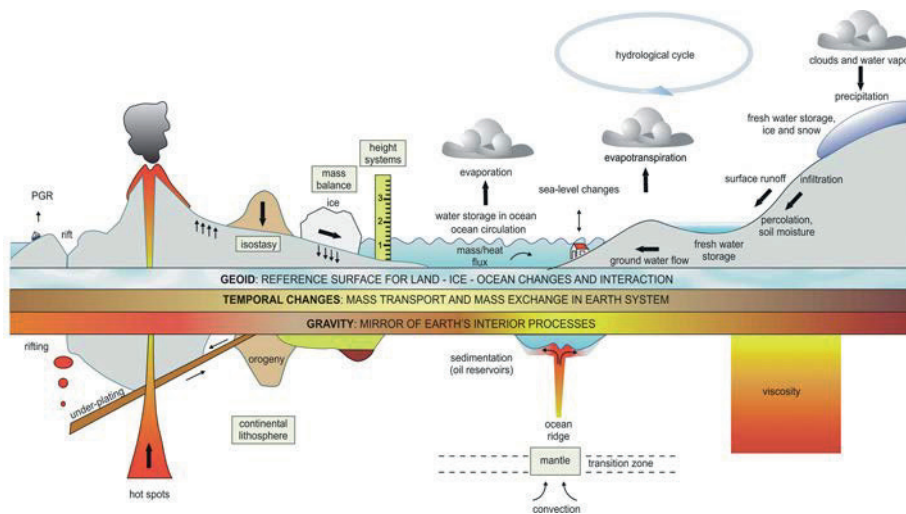 hydrological cycle
clouds and water vapo
precipitation
fresh water storage,
ice and snow
height
systems
mass
balance
evaporation
evapotranspiration
surface runoff
infiltration
PGR
ice
3
2
1
sea-level changes
rift
isostasy
water storage in ocean
ocean circulation
percolation,
soil moisture
mass/heat
flux
ground water flow
fresh water
storage
GEOID: REFERENCE SURFACE FOR LAND - ICE - OCEAN CHANGES AND INTERACTION
TEMPORAL CHANGES: MASS TRANSPORT AND MASS EXCHANGE IN EARTH SYSTEM
GRAVITY: MIRROR OF EARTH'S INTERIOR PROCESSES
rifting
orogeny
sedimentation
(oil reservoirs)
under-plating
viscosity
continental
lithosphere
ocean
ridge
mantle
transition zone
hot spots
convection